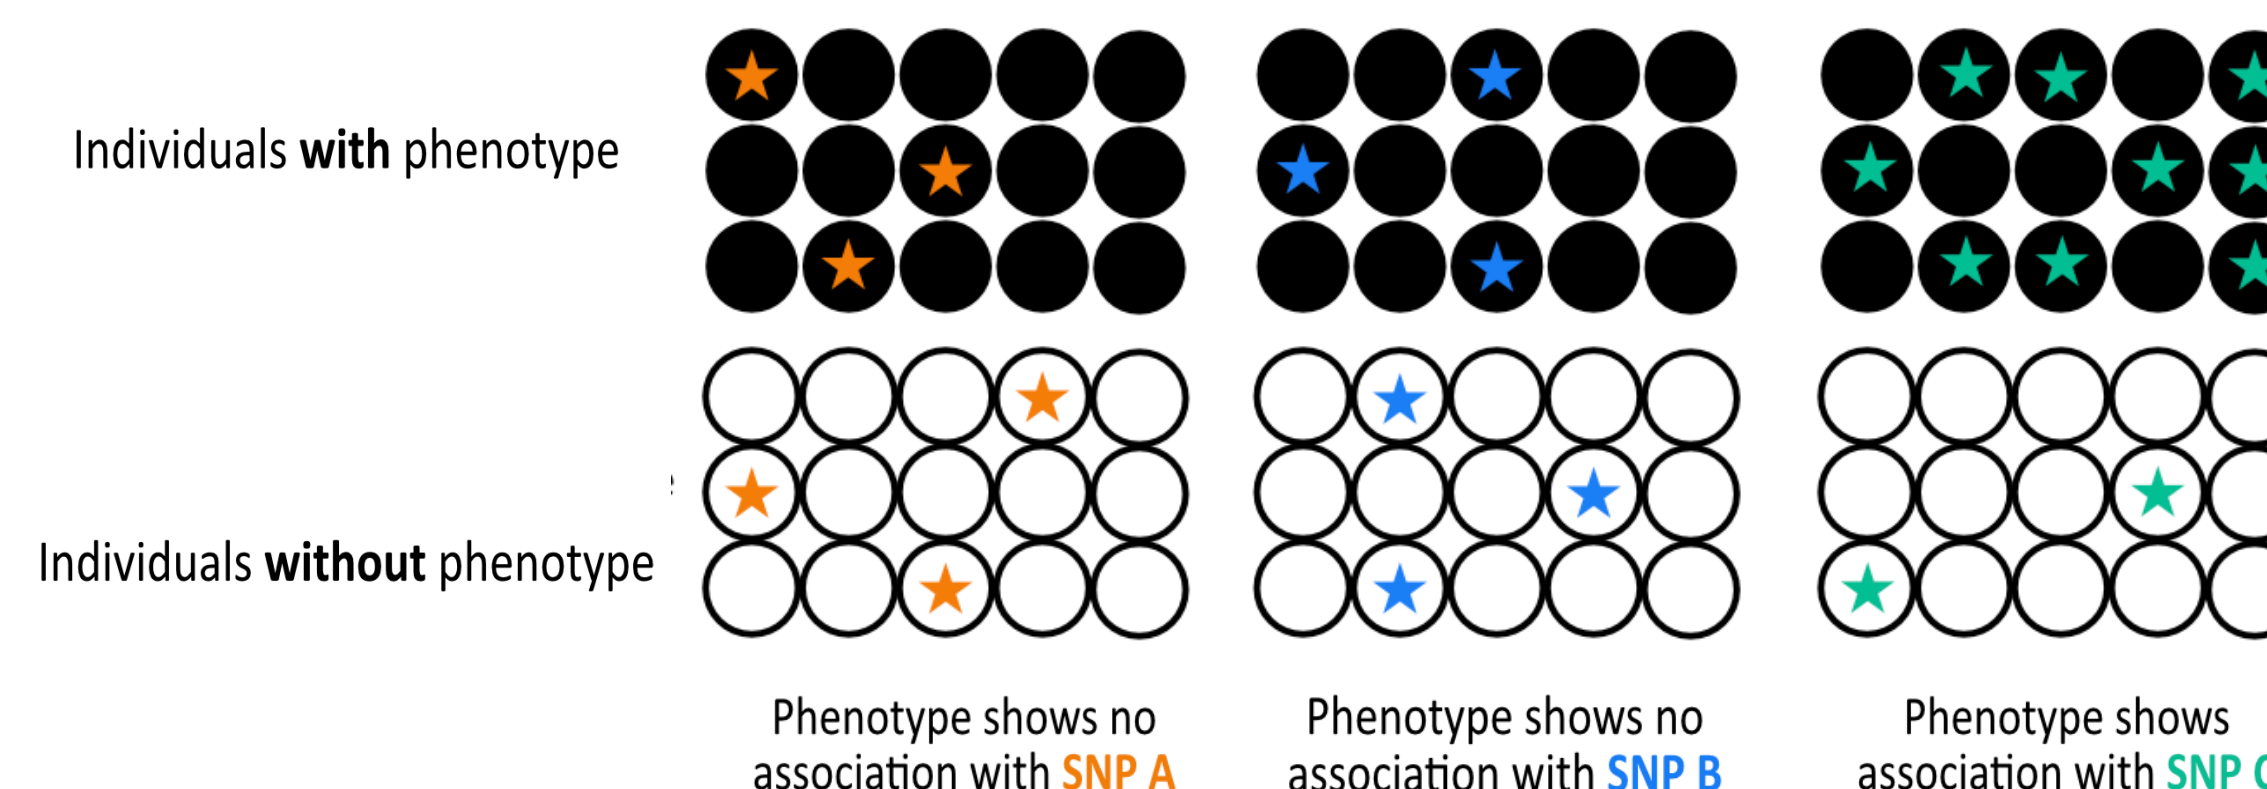 Individuals with phenotype
Individuals without phenotype
Phenotype shows no
association with SNP A
Phenotype shows no
association with SNP B
Phenotype shows
association with SNP